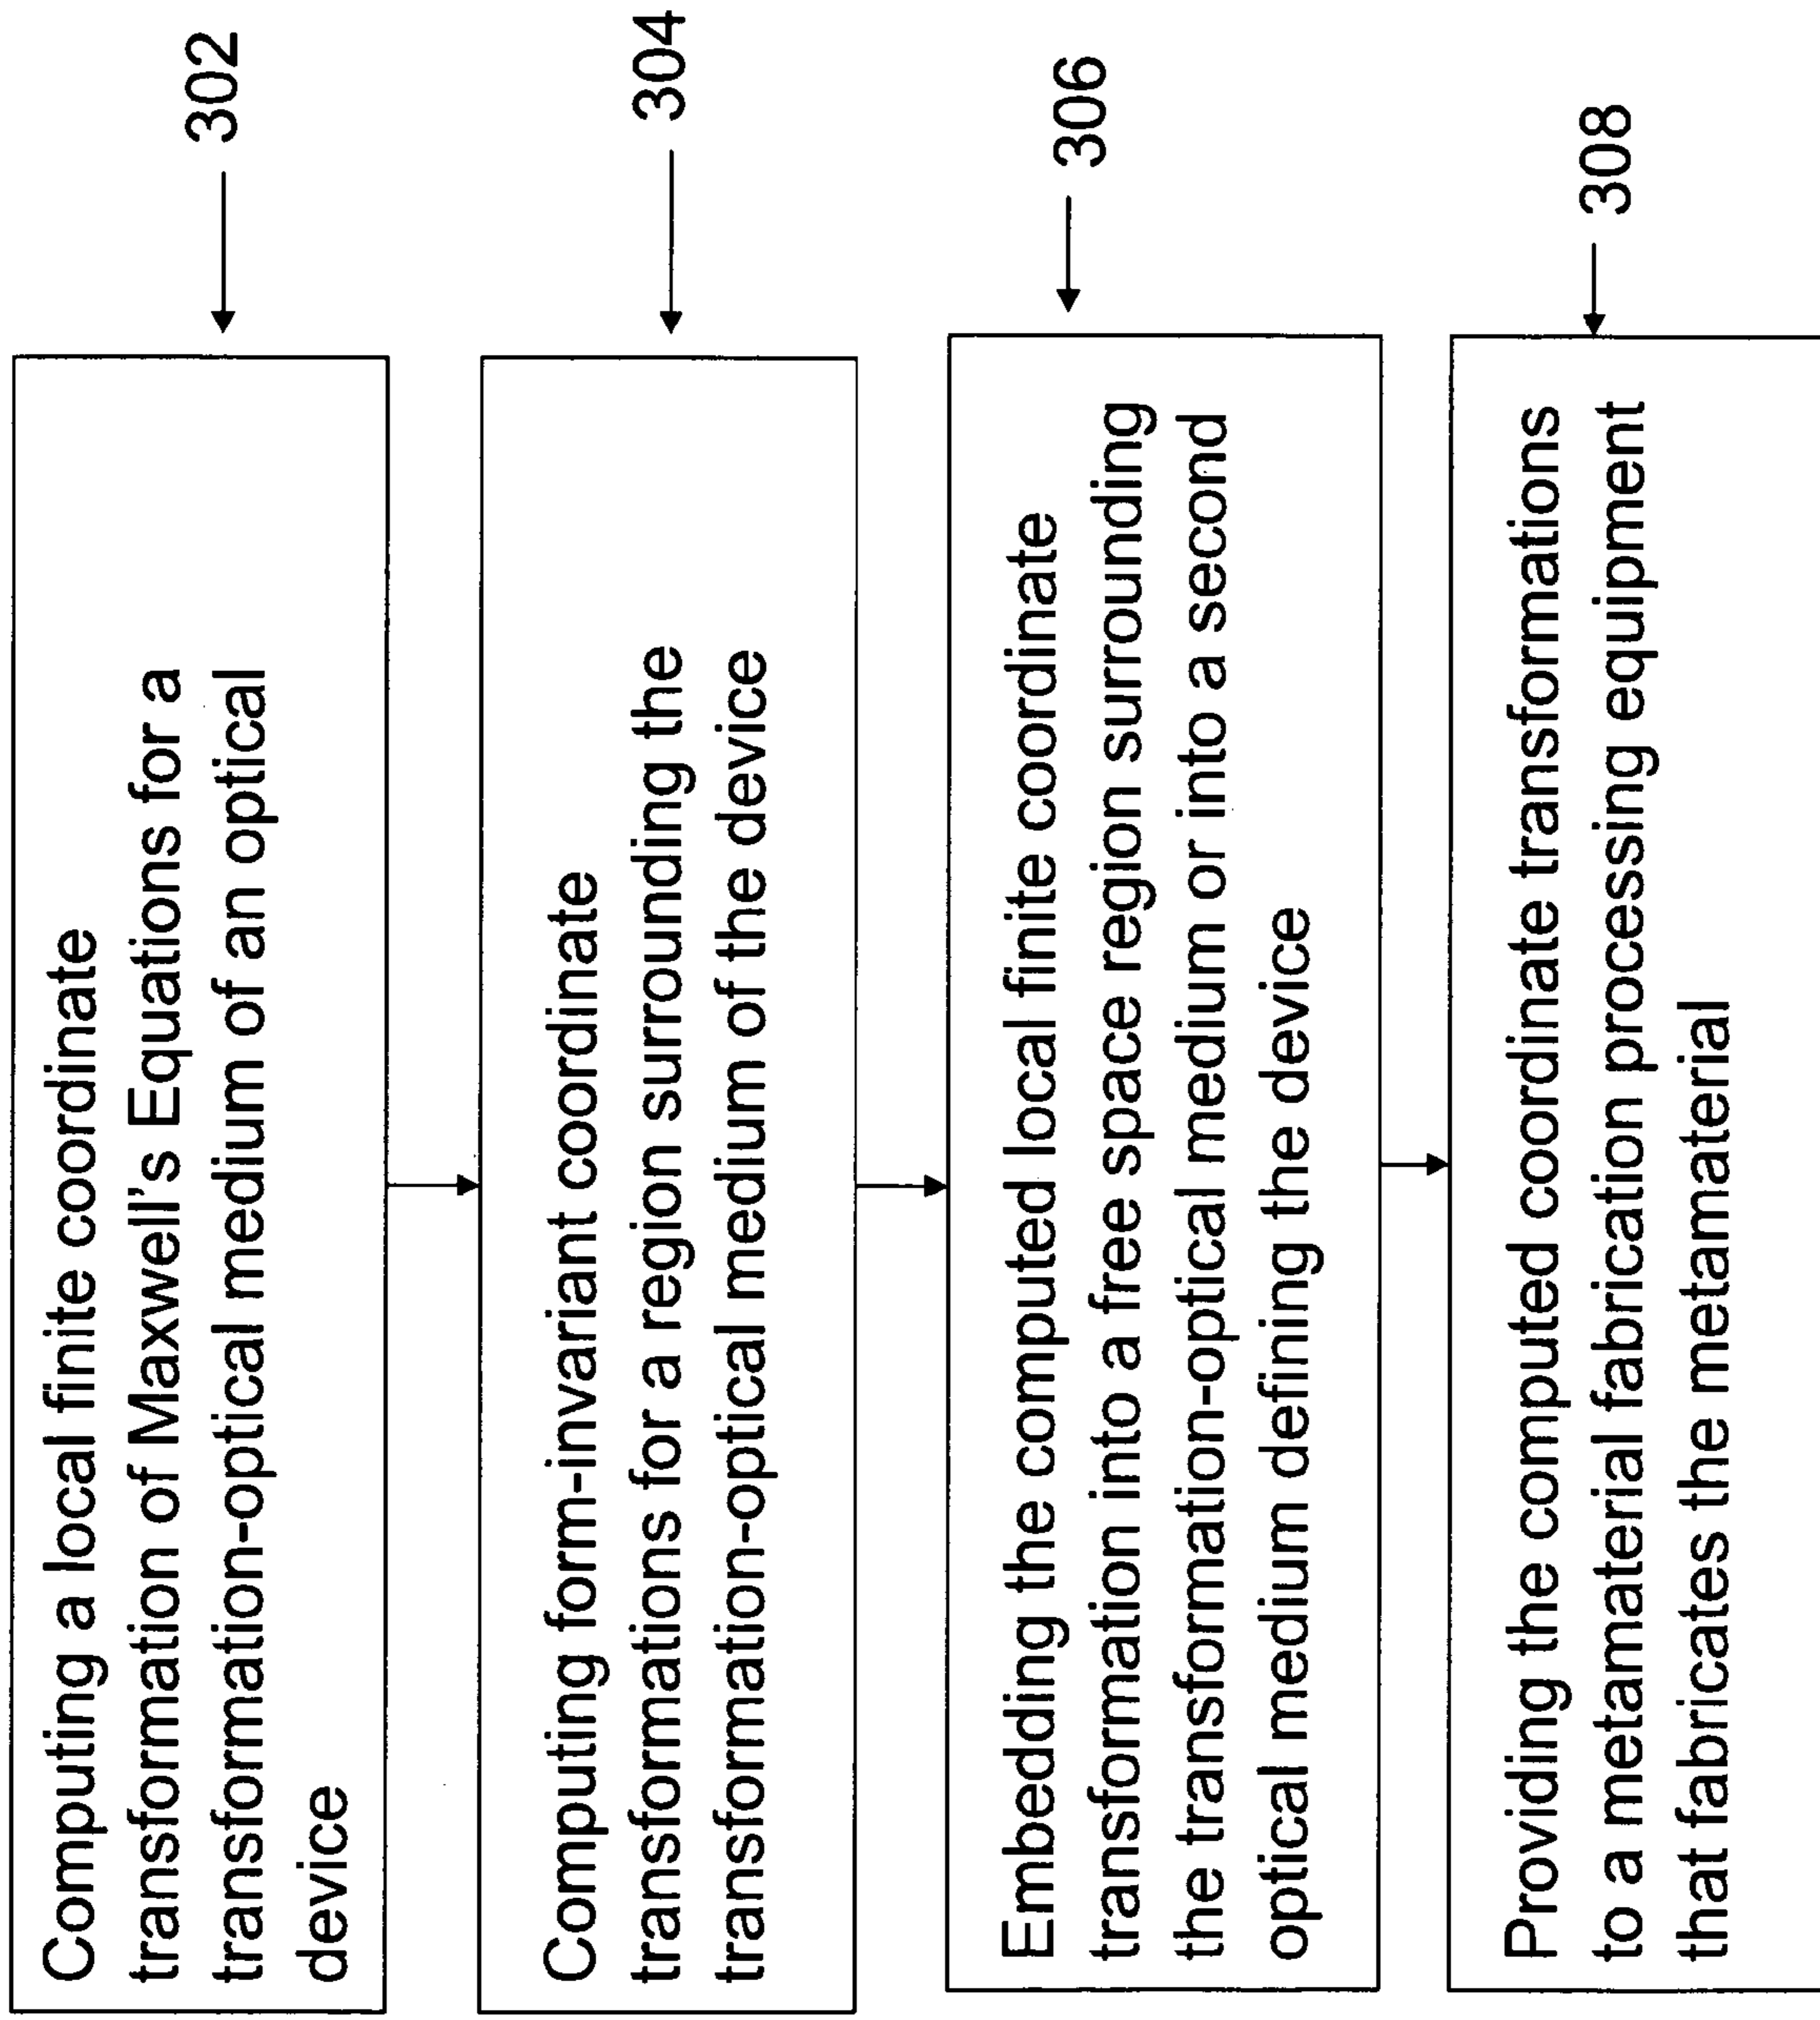 Computing a local finite coordinate
transformation of Maxwell's Equations for a
transformation-optical medium of an optical
device
302
Computing form-invariant coordinate
transformations for a region surrounding the
transformation-optical medium of the device
304
Embedding the computed local finite coordinate
transformation into a free space region surrounding
the transformation-optical medium or into a second
optical medium defining the device
306
Providing the computed coordinate transformations
to a metamaterial fabrication processing equipment
that fabricates the metamaterial
308